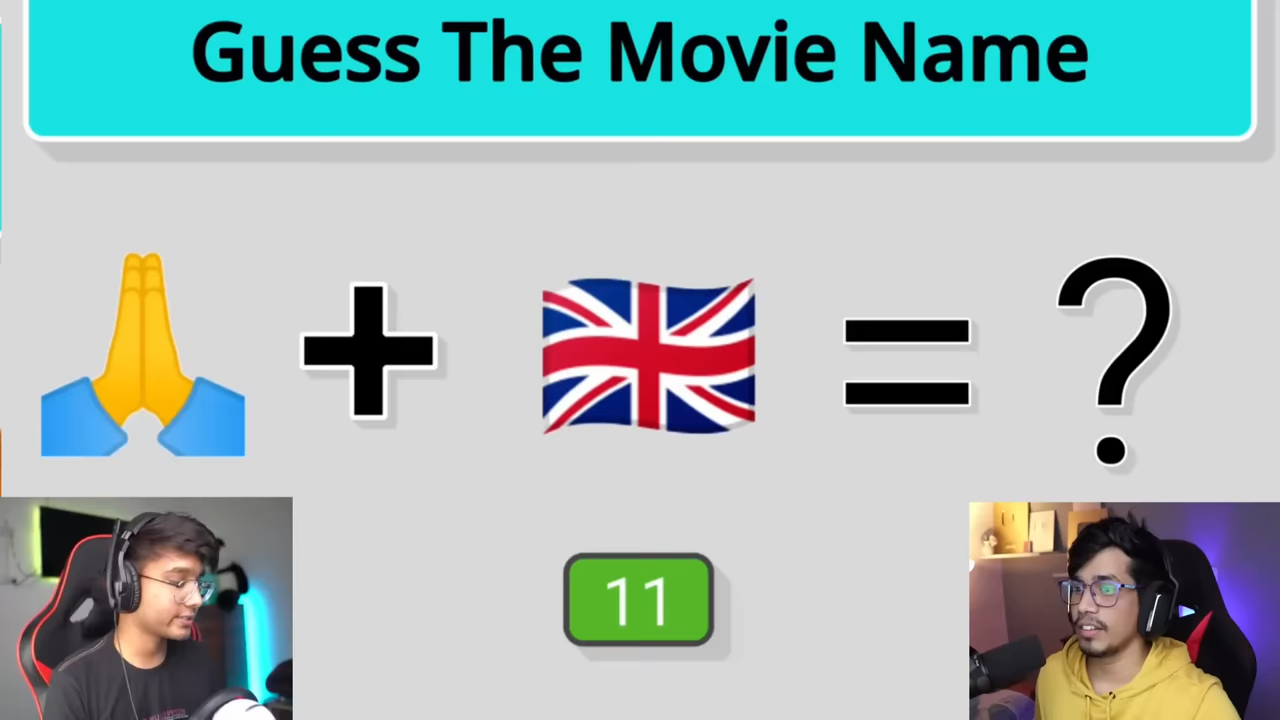 Guess The Movie Name
+ = ?
11